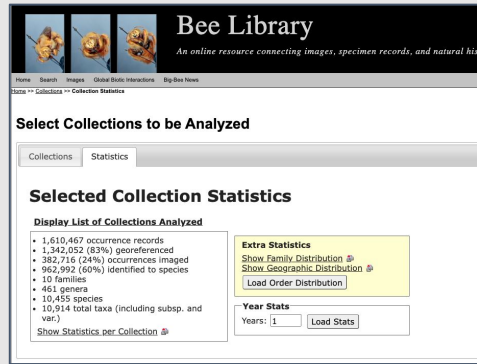 Bee Library
An online resource connecting images, specimen records, and natural his
Home Search Images Global Biotic Interactions Big-Bee News
Home >> Collections >> Collection Statistics
Select Collections to be Analyzed
Collections Statistics
Selected Collection Statistics
Display List of Collections Analyzed
• 1,610,467 occurrence records
• 1,342,052 (83%) georeferenced
• 382,716 (24%) occurrences imaged
• 962,992 (60%) identified to species
• 10 families
• 461 genera
• 10,455 species
• 10,914 total taxa (including subsp. and
var.)
Show Statistics per Collection
Extra Statistics
Show Family Distribution
Show Geographic Distribution
Load Order Distribution
Year Stats
Years: 1 Load Stats